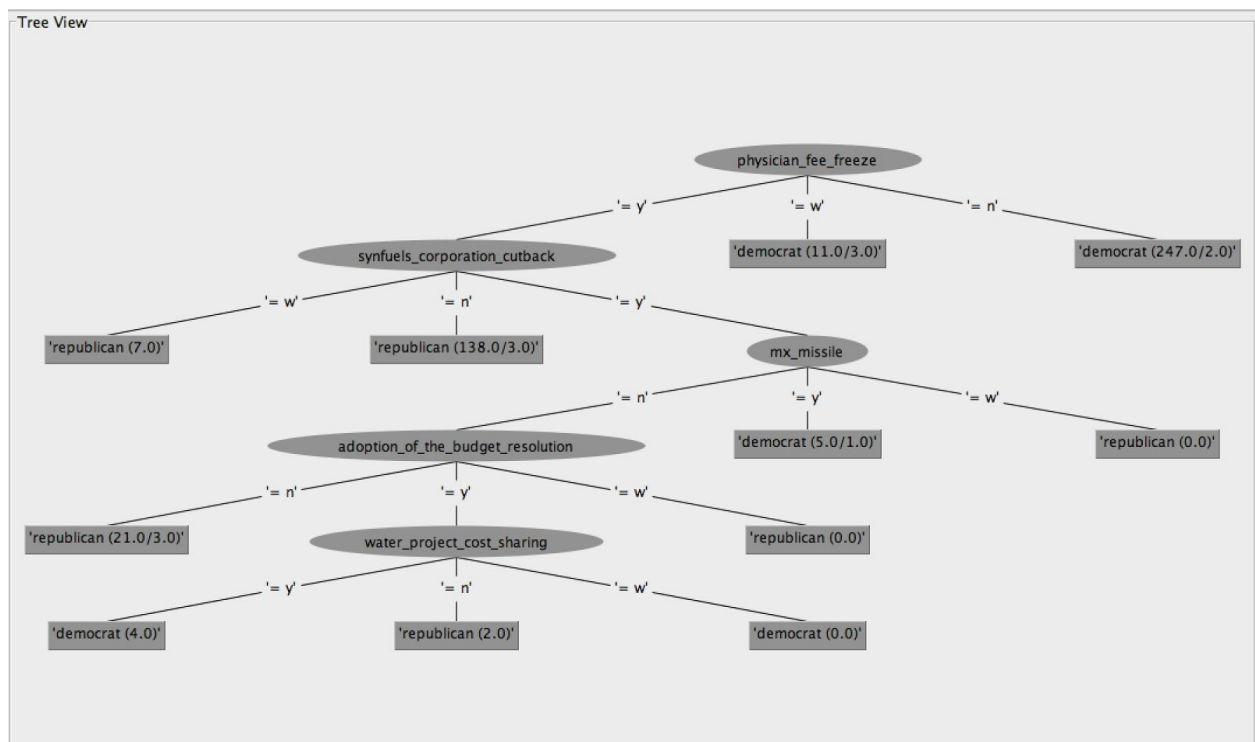 Tree View
physician_fee_freeze
'= y'
'= w'
'= n'
synfuels_corporation_cutback
'democrat (11.0/3.0)'
'democrat (247.0/2.0)'
'= w'
'= n'
'= y'
'republican (7.0)'
'republican (138.0/3.0)'
mx_missile
'= n'
'= y'
'= w'
adoption_of_the_budget_resolution
'democrat (5.0/1.0)'
'republican (0.0)'
'= n'
'= y'
'= w'
'republican (21.0/3.0)'
water_project_cost_sharing
'republican (0.0)'
'= y'
'= n'
'= w'
'democrat (4.0)'
'republican (2.0)'
'democrat (0.0)'